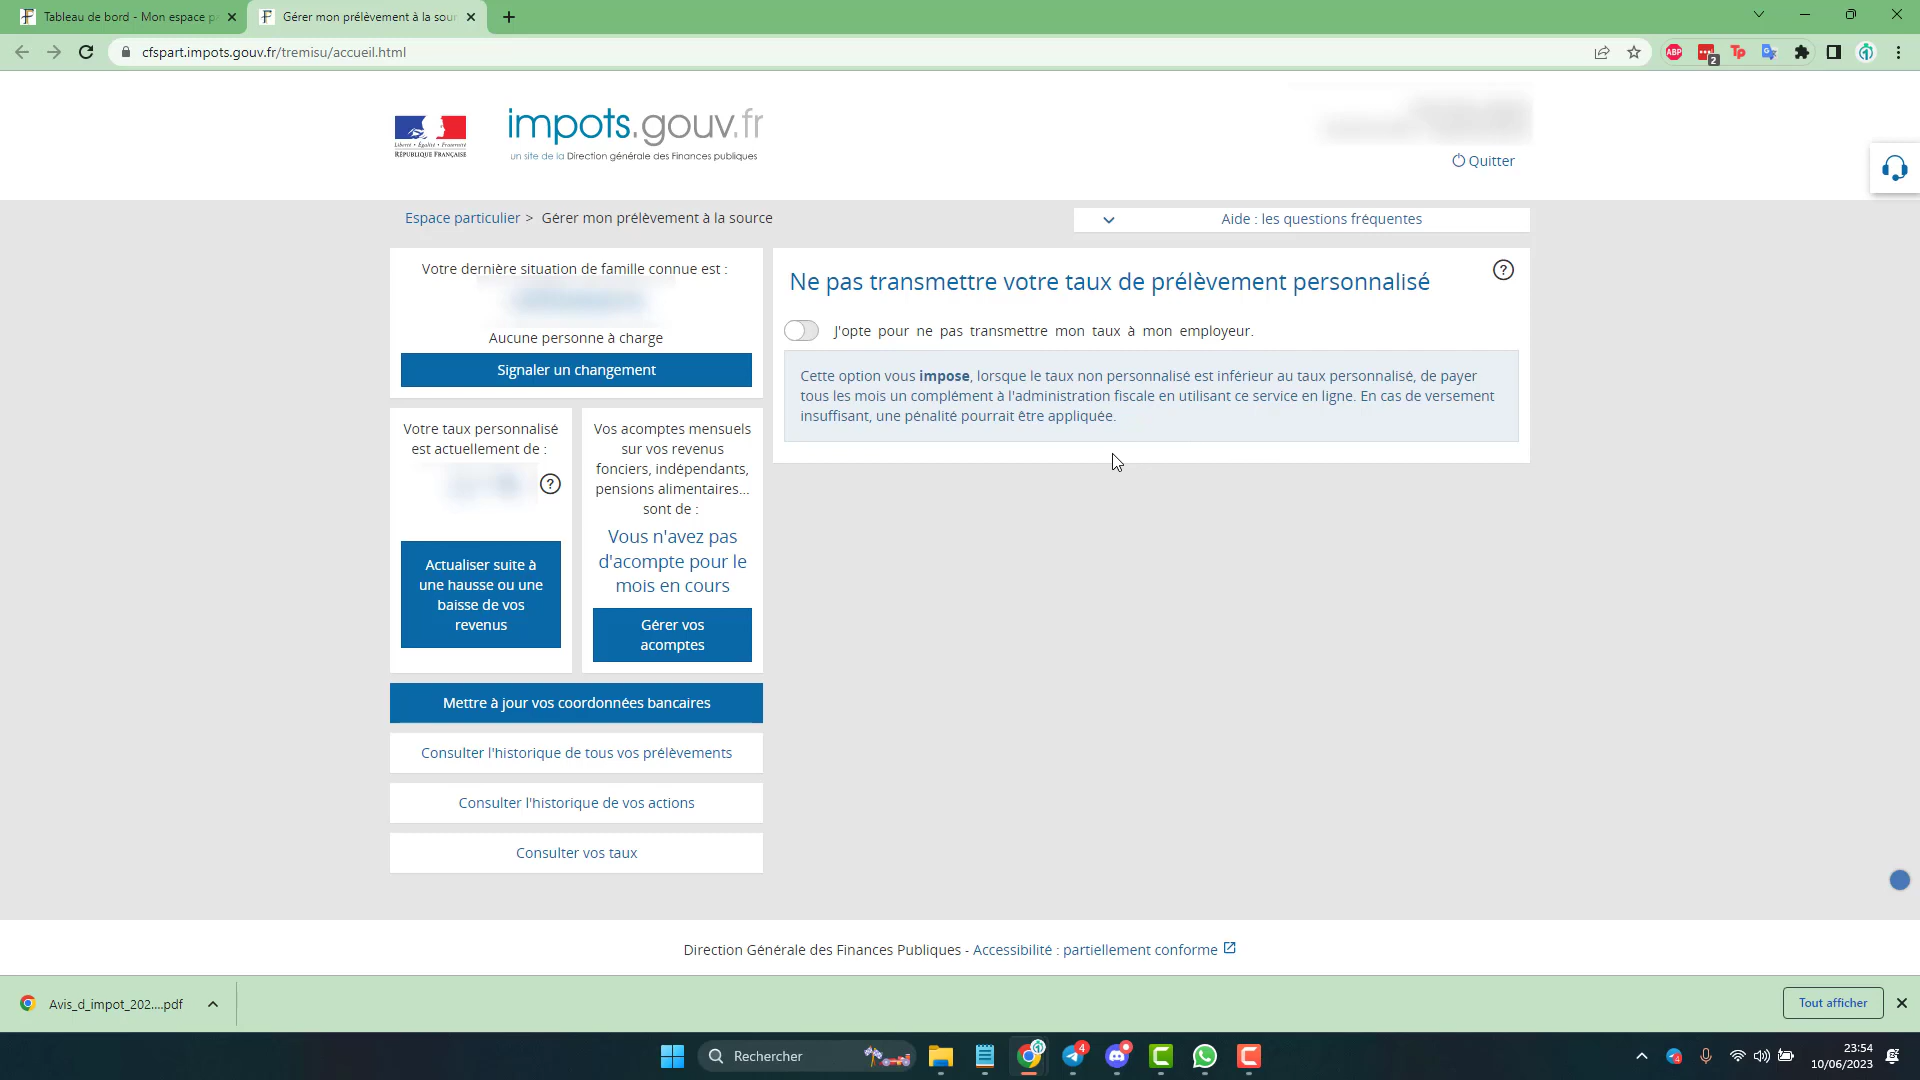 Tableau de bord - Mon espace p
Gérer mon prélèvement à la sour
cfspart.impots.gouv.fr/tremisu/accueil.html
ABP
2
Liberté • Égalité • Fraternité
RÉPUBLIQUE FRANÇAISE
impots.gouv.fr
un site de la Direction générale des Finances publiques
Quitter
Espace particulier > Gérer mon prélèvement à la source
Aide : les questions fréquentes
Votre dernière situation de famille connue est :
Aucune personne à charge
Signaler un changement
Votre taux personnalisé
est actuellement de :
?
Actualiser suite à
une hausse ou une
baisse de vos
revenus
Vos acomptes mensuels
sur vos revenus
fonciers, indépendants,
pensions alimentaires...
sont de :
Vous n'avez pas
d'acompte pour le
mois en cours
Gérer vos
acomptes
Mettre à jour vos coordonnées bancaires
Consulter l'historique de tous vos prélèvements
Consulter l'historique de vos actions
Consulter vos taux
Ne pas transmettre votre taux de prélèvement personnalisé
?
J'opte pour ne pas transmettre mon taux à mon employeur.
Cette option vous impose, lorsque le taux non personnalisé est inférieur au taux personnalisé, de payer
tous les mois un complément à l'administration fiscale en utilisant ce service en ligne. En cas de versement
insuffisant, une pénalité pourrait être appliquée.
Direction Générale des Finances Publiques - Accessibilité : partiellement conforme
Avis_d_impot_202....pdf
Tout afficher
Rechercher
4
23:54
10/06/2023